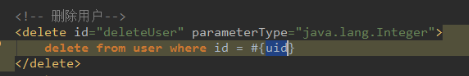 <!-- 删除用户-->
<delete id="deleteUser" parameterType="java.lang.Integer">
delete from user where id = #{uid}
</delete>